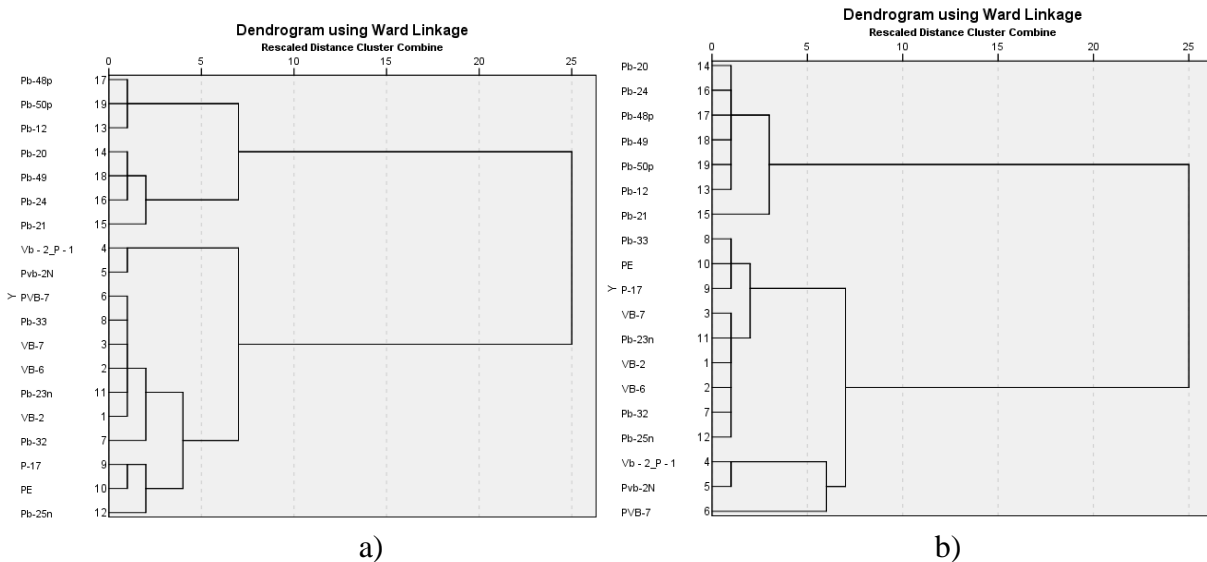 Dendrogram using Ward Linkage
Rescaled Distance Cluster Combine
0 5 10 15 20 25
Pb-48p 17
Pb-50p 19
Pb-12 13
Pb-20 14
Pb-49 18
Pb-24 16
Pb-21 15
Vb - 2_P - 1 4
Pvb-2N 5
Y PVB-7 6
Pb-33 8
VB-7 3
VB-6 2
Pb-23n 11
VB-2 1
Pb-32 7
P-17 9
PE 10
Pb-25n 12
a)
Dendrogram using Ward Linkage
Rescaled Distance Cluster Combine
0 5 10 15 20 25
Pb-20 14
Pb-24 16
Pb-48p 17
Pb-49 18
Pb-50p 19
Pb-12 13
Pb-21 15
Pb-33 8
PE 10
Y P-17 9
VB-7 3
Pb-23n 11
VB-2 1
VB-6 2
Pb-32 7
Pb-25n 12
Vb - 2_P - 1 4
Pvb-2N 5
PVB-7 6
b)